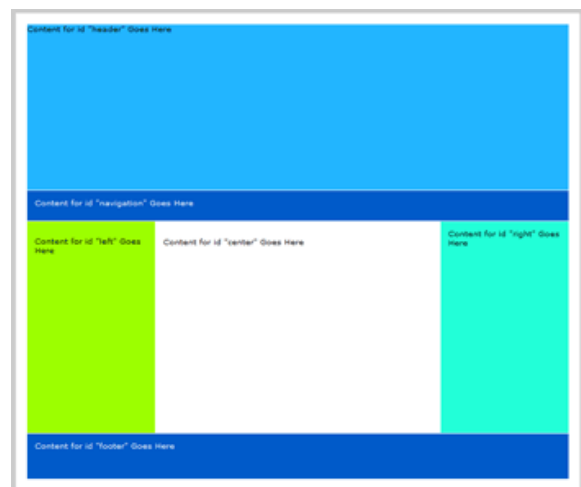 Content for id "header" Goes Here
Content for id "navigation" Goes Here
Content for id "left" Goes
Here
Content for id "center" Goes Here
Content for id "right" Goes
Here
Content for id "footer" Goes Here